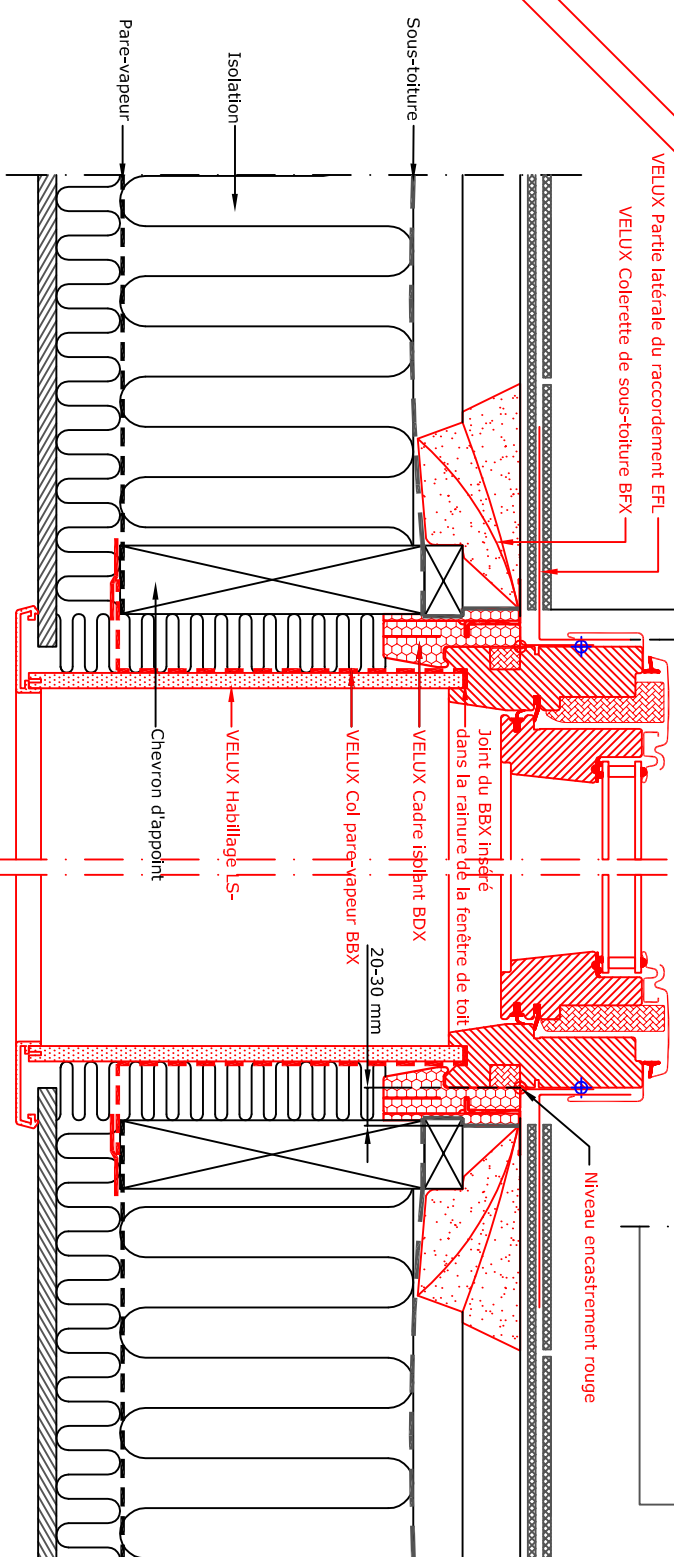 VELUX Partie latérale du raccordement EFL
VELUX Colerette de sous-toiture BFX
Sous-toiture
Isolation
Pare-vapeur
Joint du BBX inséré
dans la rainure de la fenêtre de toit
VELUX Cadre isolant BDX
VELUX Col pare-vapeur BBX
VELUX Habillage LS-
Chevron d'appoint
20-30 mm
Niveau encastrement rouge